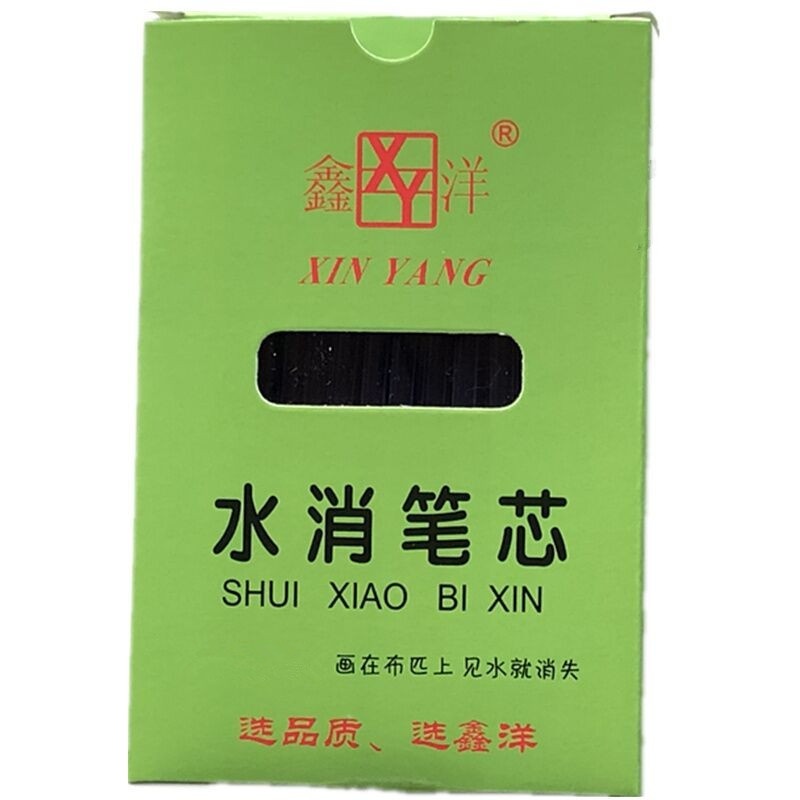 鑫 XY 洋 ®
XIN YANG
水消笔芯
SHUI XIAO BI XIN
画在布匹上 见水就消失
选品质、选鑫洋